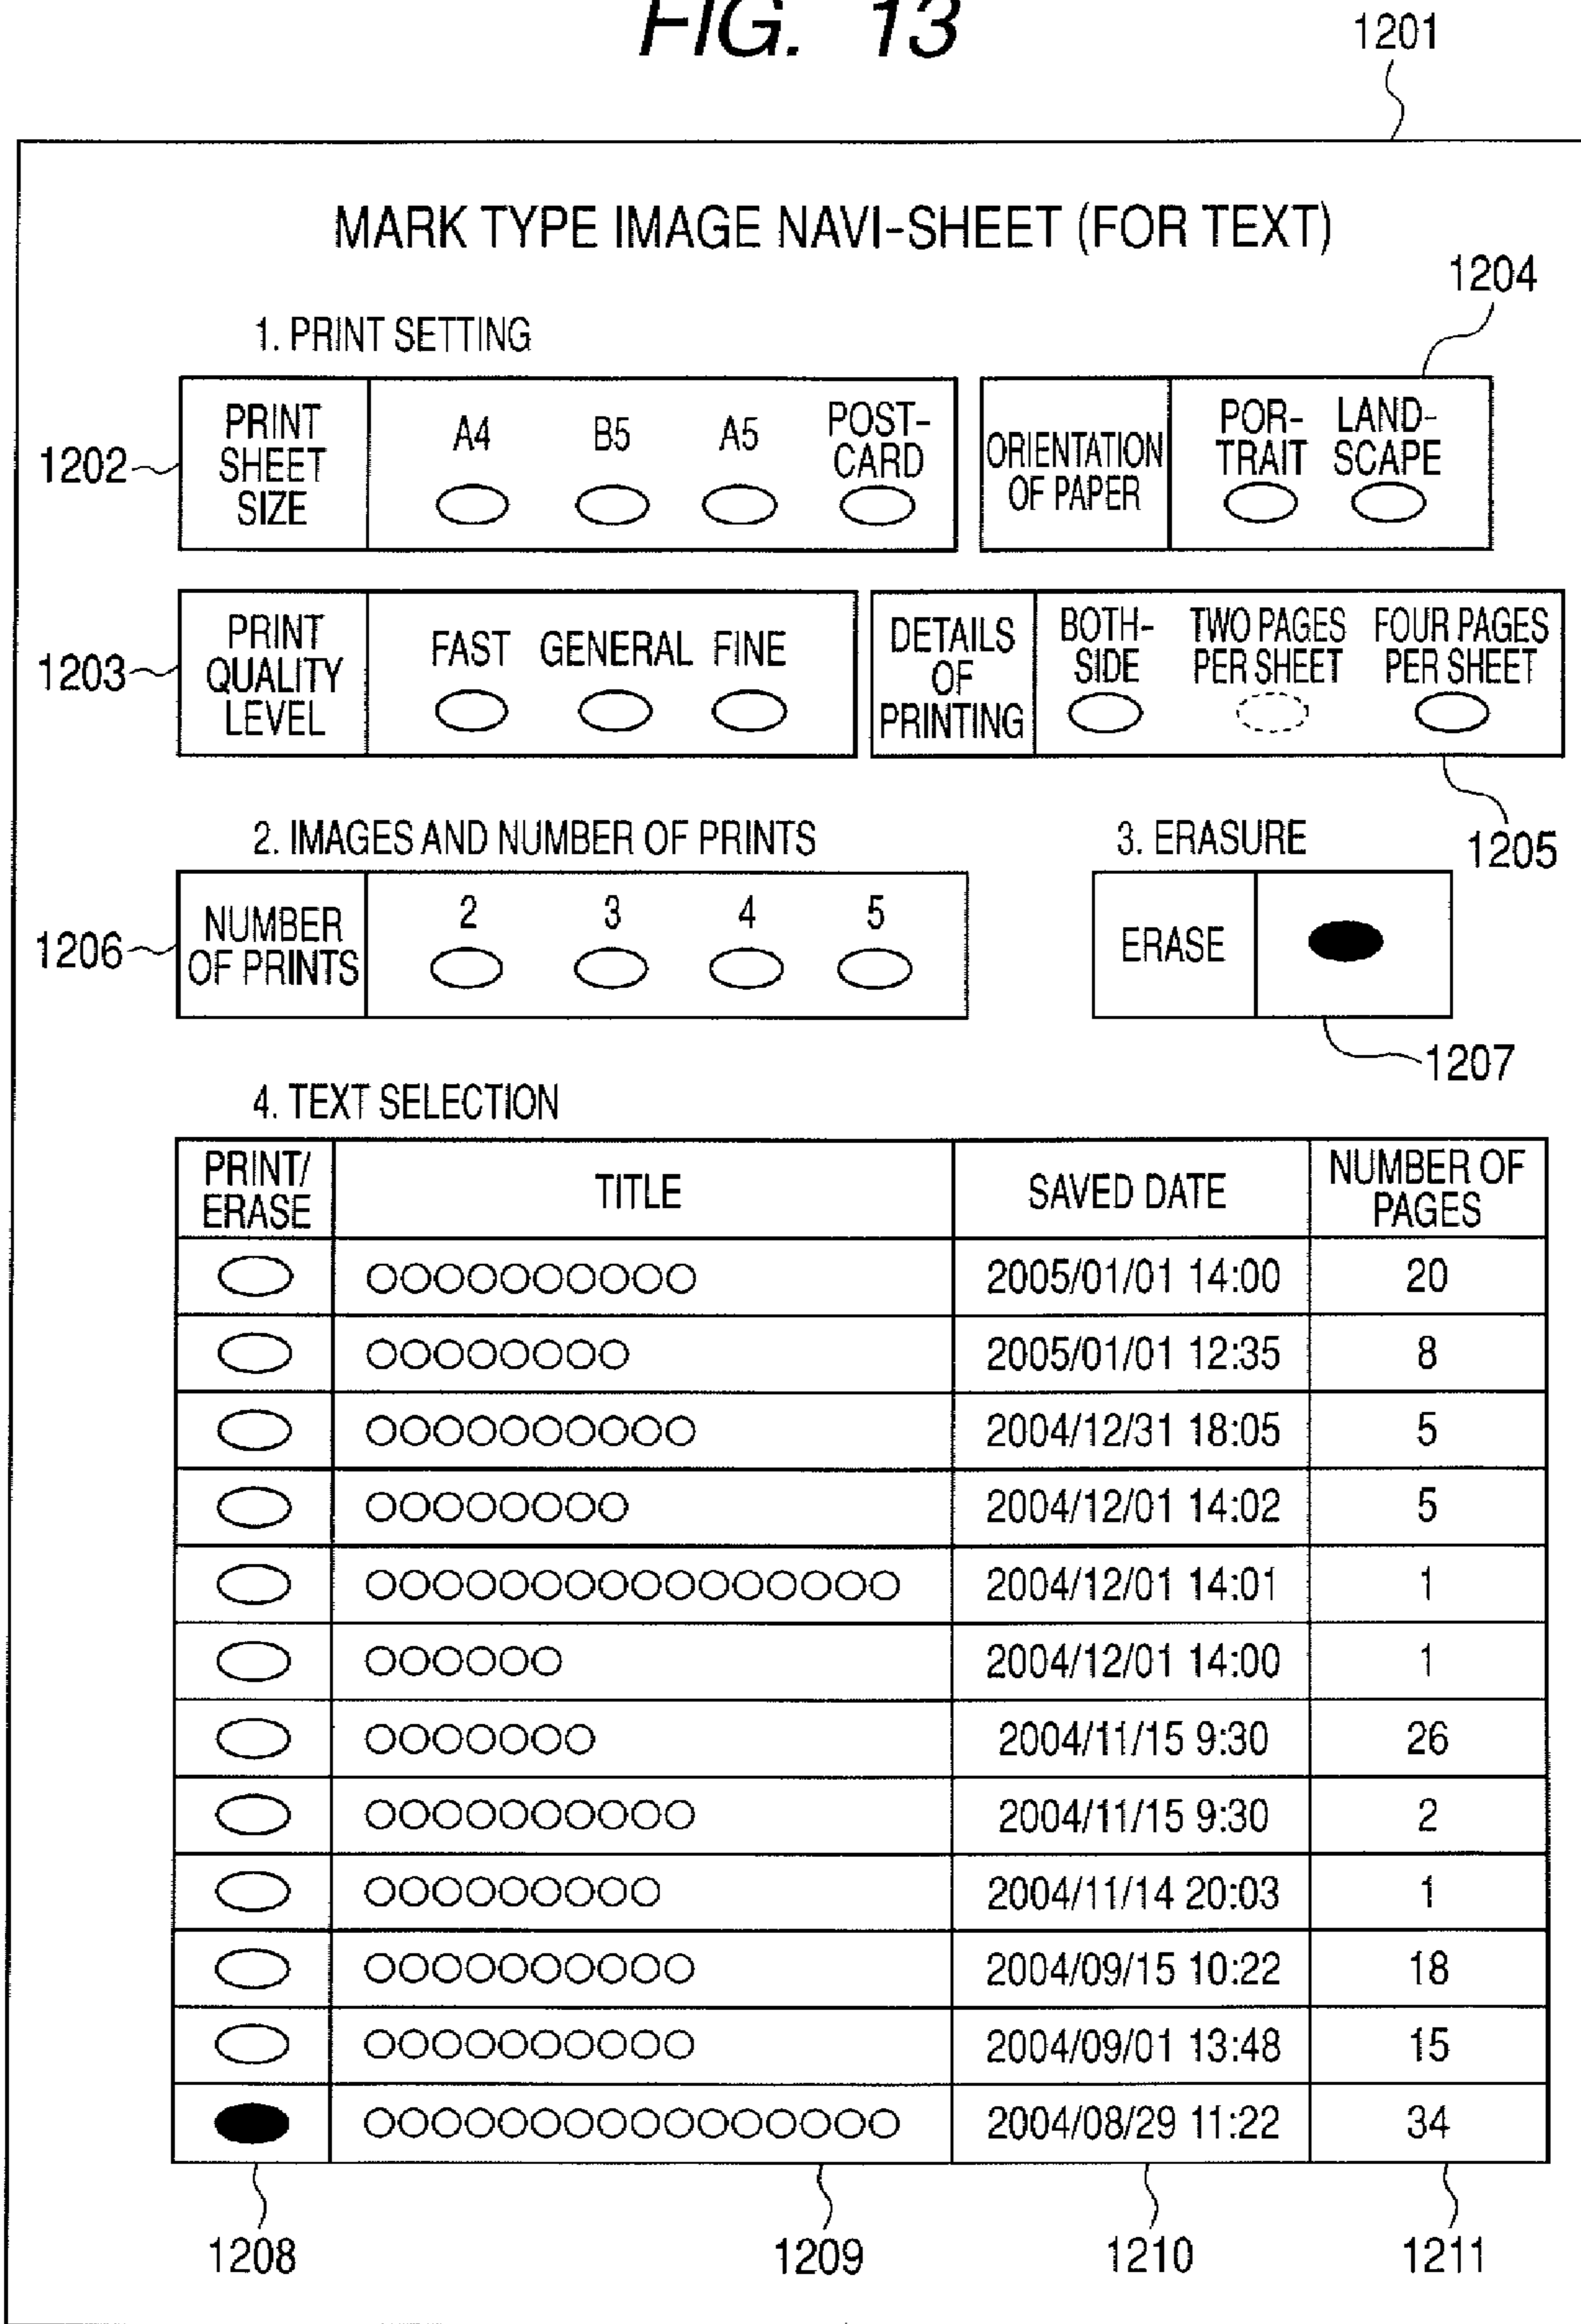 FIG. 13
1201
MARK TYPE IMAGE NAVI-SHEET (FOR TEXT)
1204
1. PRINT SETTING
1202
PRINT
SHEET
SIZE
A4
B5
A5
POST-
CARD
ORIENTATION
OF PAPER
POR-
TRAIT
LAND-
SCAPE
1203
PRINT
QUALITY
LEVEL
FAST
GENERAL
FINE
DETAILS
OF
PRINTING
BOTH-
SIDE
TWO PAGES
PER SHEET
FOUR PAGES
PER SHEET
1205
2. IMAGES AND NUMBER OF PRINTS
3. ERASURE
1206
NUMBER
OF PRINTS
2
3
4
5
ERASE
1207
4. TEXT SELECTION
PRINT/
ERASE
TITLE
SAVED DATE
NUMBER OF
PAGES
○○○○○○○○○○ 2005/01/01 14:00 20
○○○○○○○○ 2005/01/01 12:35 8
○○○○○○○○○○ 2004/12/31 18:05 5
○○○○○○○○ 2004/12/01 14:02 5
○○○○○○○○○○○○○○○○ 2004/12/01 14:01 1
○○○○○○ 2004/12/01 14:00 1
○○○○○○○ 2004/11/15 9:30 26
○○○○○○○○○○ 2004/11/15 9:30 2
○○○○○○○○○ 2004/11/14 20:03 1
○○○○○○○○○○ 2004/09/15 10:22 18
○○○○○○○○○○ 2004/09/01 13:48 15
○○○○○○○○○○○○○○○○ 2004/08/29 11:22 34
1208
1209
1210
1211